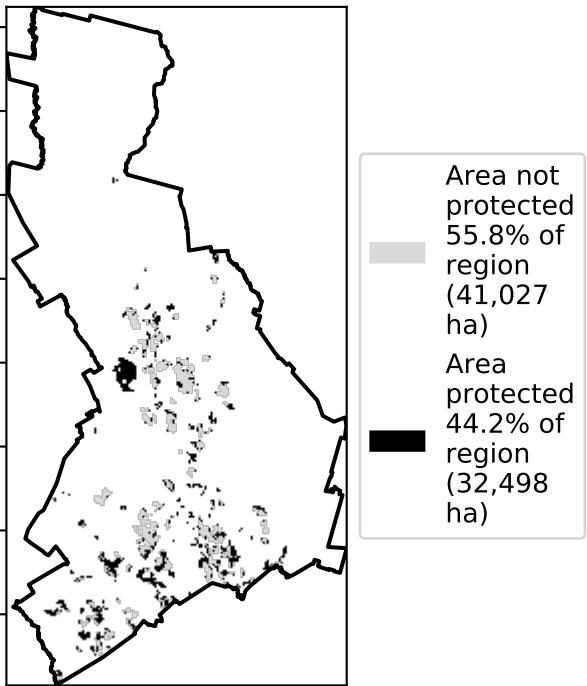 Area not
protected
55.8% of
region
(41,027
ha)
Area
protected
44.2% of
region
(32,498
ha)